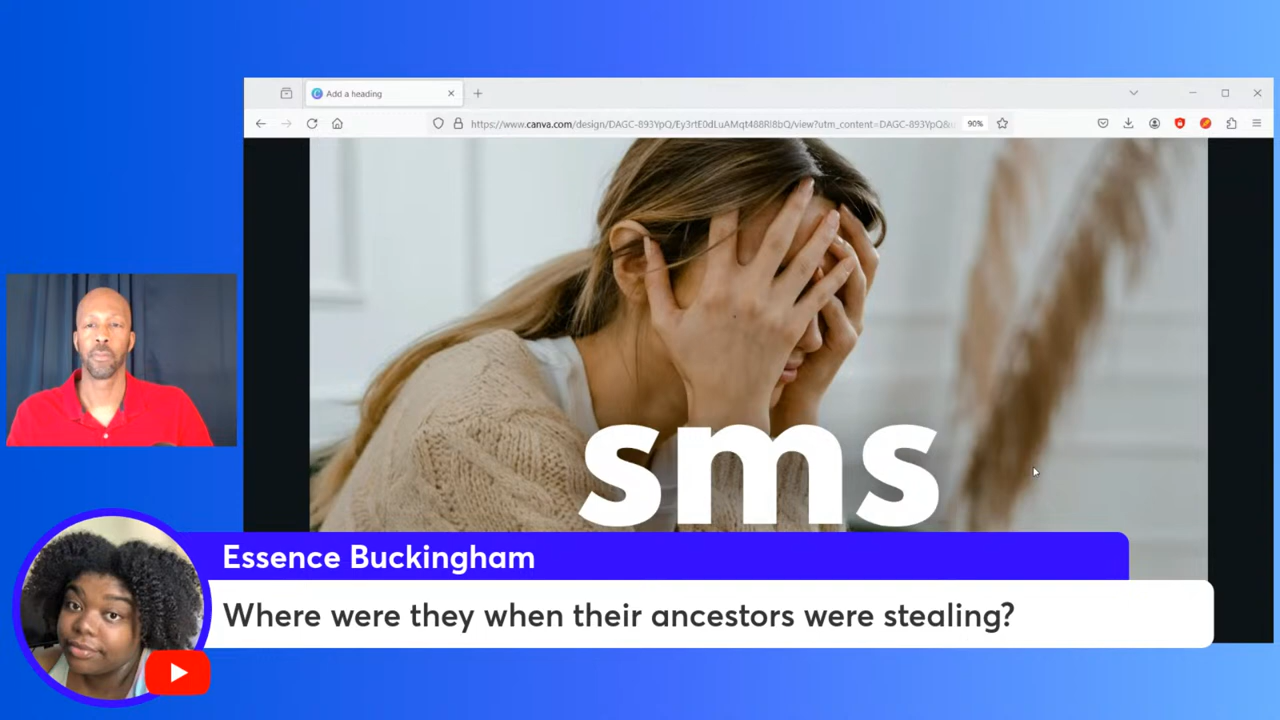 Add a heading
https://www.canva.com/design/DAGC-893YpQ/Ey3rtE0dLuAMqt488RI8bQ/view?utm_content=DAGC-893YpQ&
90%
sms
Essence Buckingham
Where were they when their ancestors were stealing?